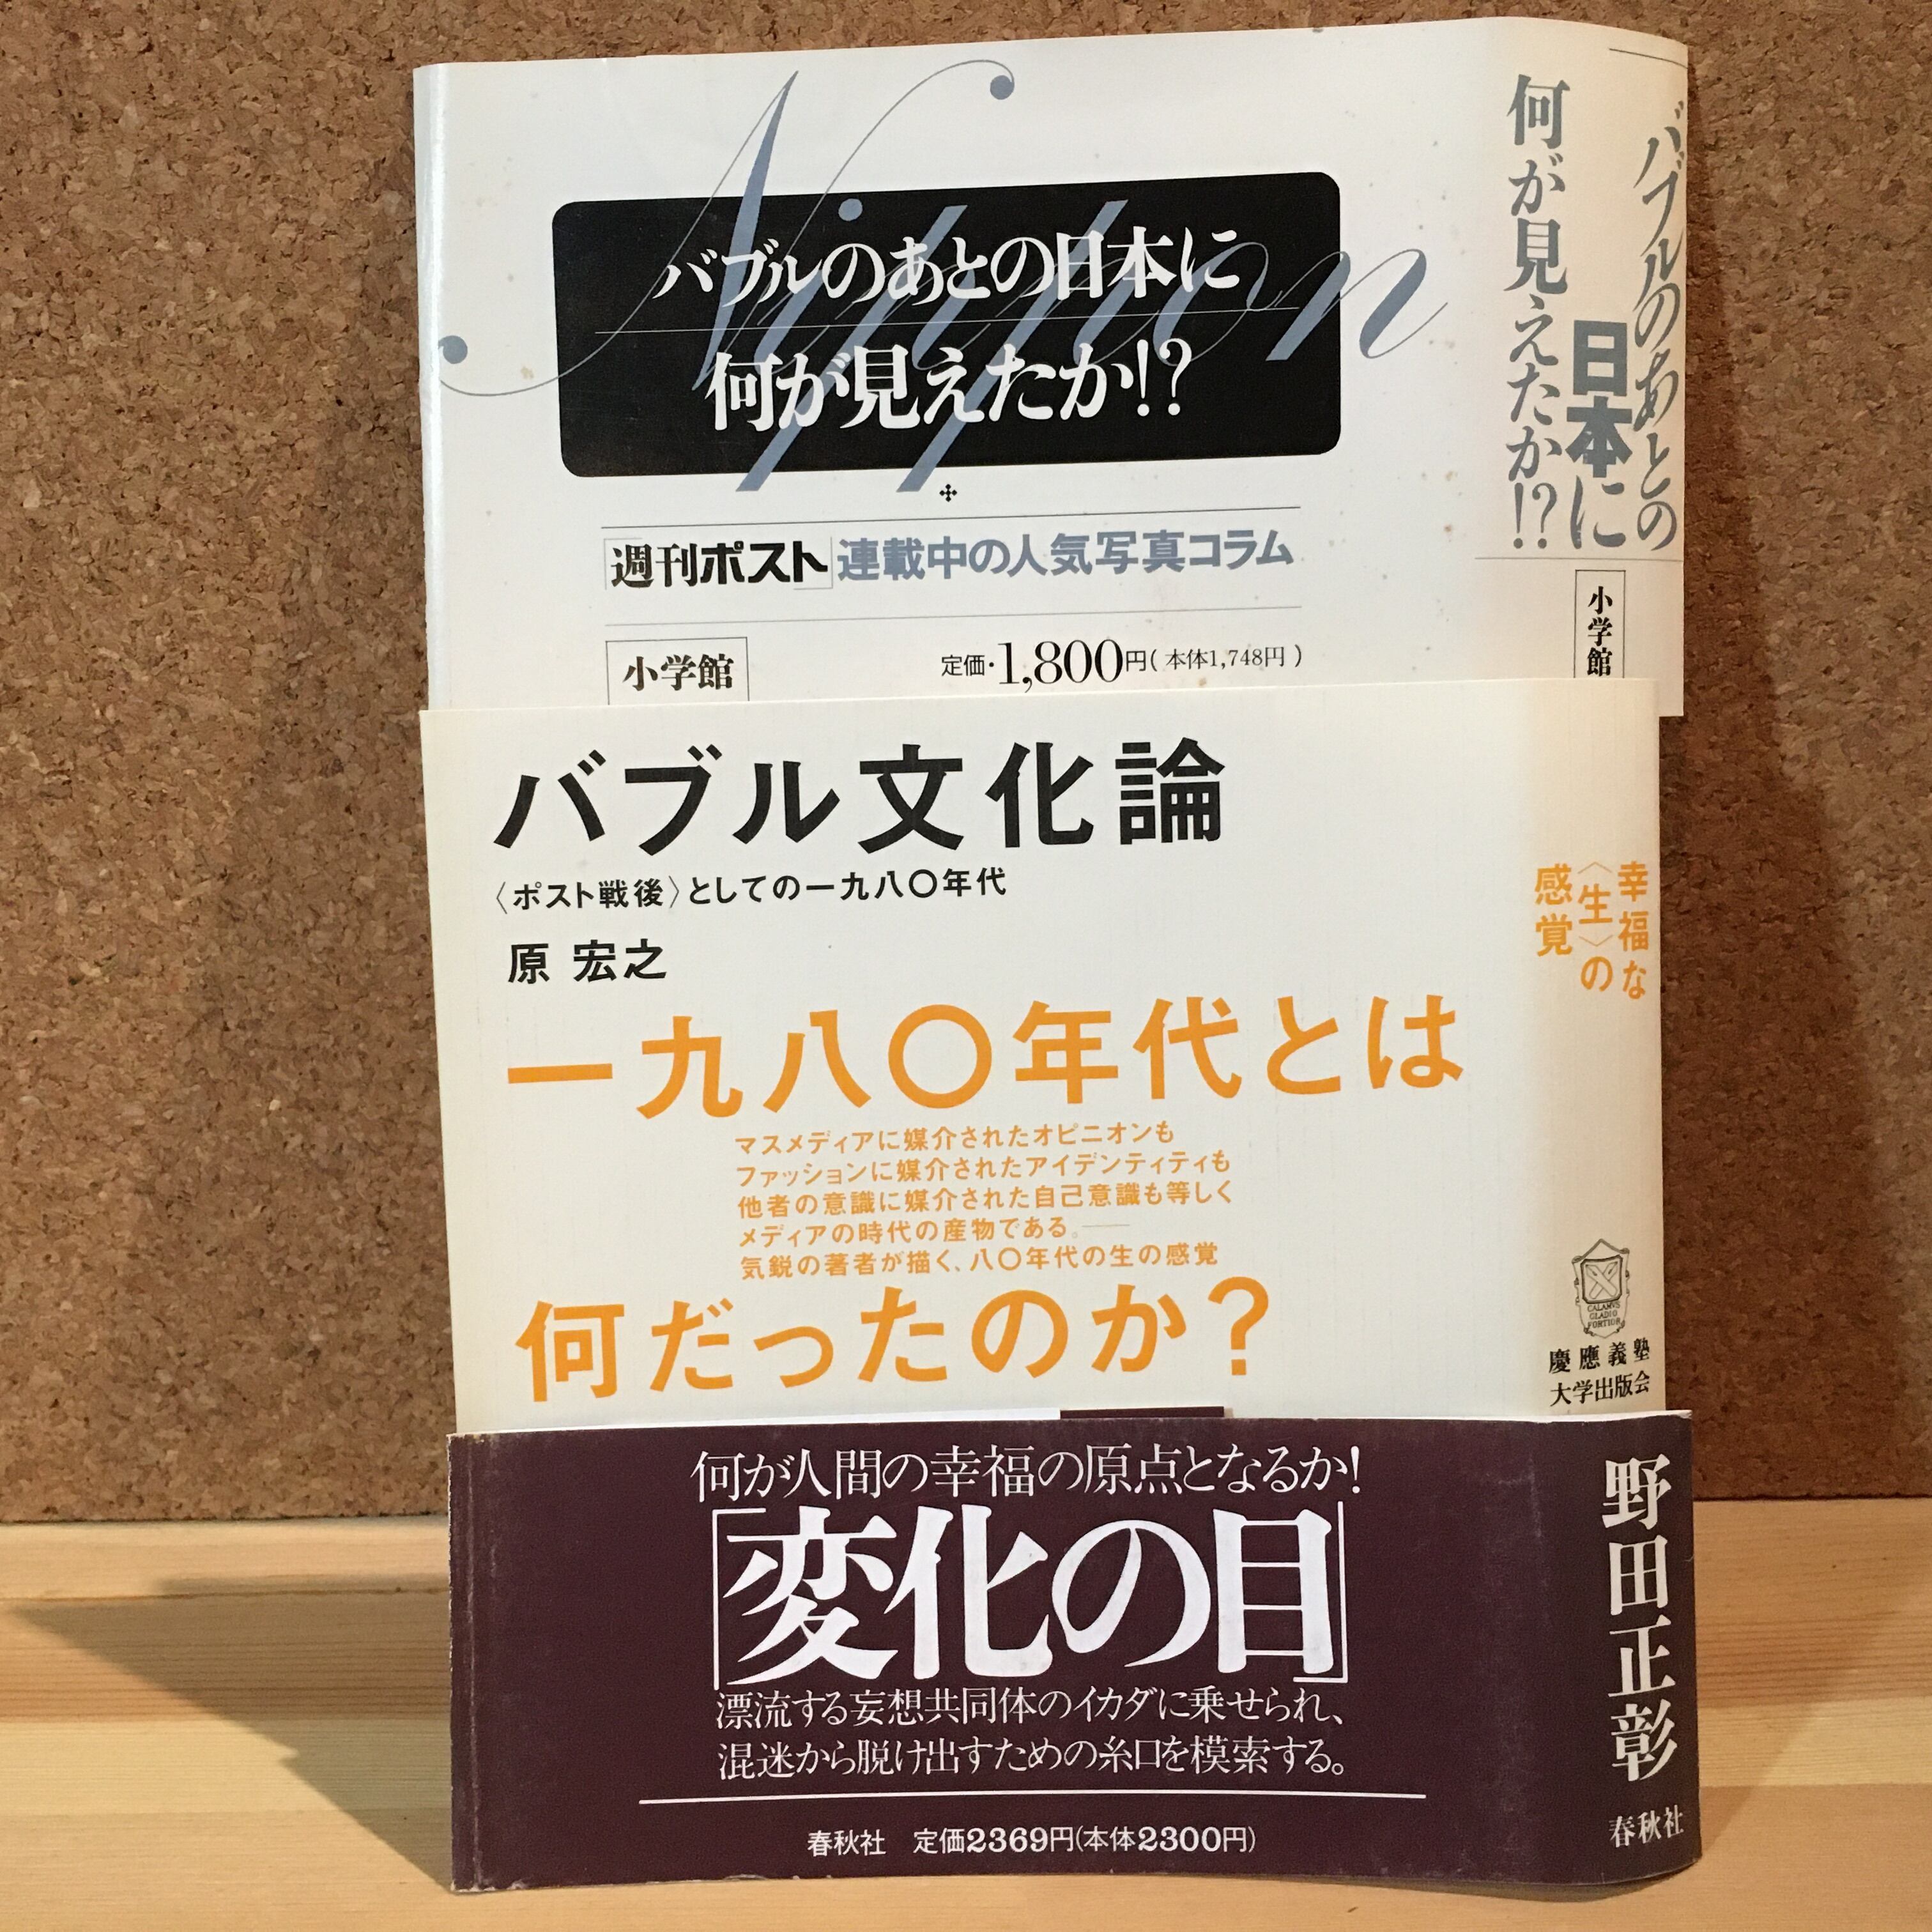 Nippon
バブルのあとの日本に
何が見えたか!?
「週刊ポスト」連載中の人気写真コラム
小学館
定価・1,800円(本体1,748円)
バブルのあとの
日本に
何が見えたか!?
小学館
バブル文化論
〈ポスト戦後〉としての一九八〇年代
原 宏之
一九八〇年代とは
マスメディアに媒介されたオピニオンも
ファッションに媒介されたアイデンティティも
他者の意識に媒介された自己意識も等しく
メディアの時代の産物である。——
気鋭の著者が描く、八〇年代の生の感覚
何だったのか？
幸福な
〈生〉の
感覚
CALAMVS
GLADIO
FORTIOR
慶應義塾
大学出版会
何が人間の幸福の原点となるか!
「変化の目」
漂流する妄想共同体のイカダに乗せられ、
混迷から脱け出すための糸口を模索する。
春秋社 定価2369円(本体2300円)
野田正彰
春秋社